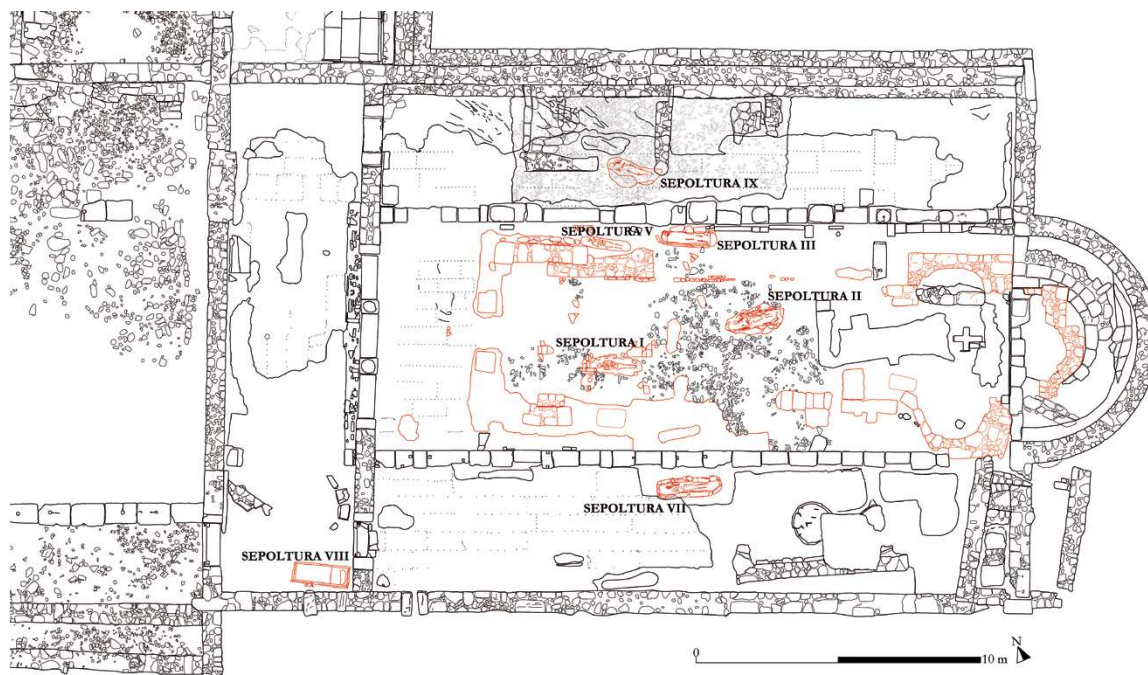 SEPOLTURA IX
SEPOLTURA V
SEPOLTURA III
SEPOLTURA II
SEPOLTURA I
SEPOLTURA VII
SEPOLTURA VIII
N
0
10 m